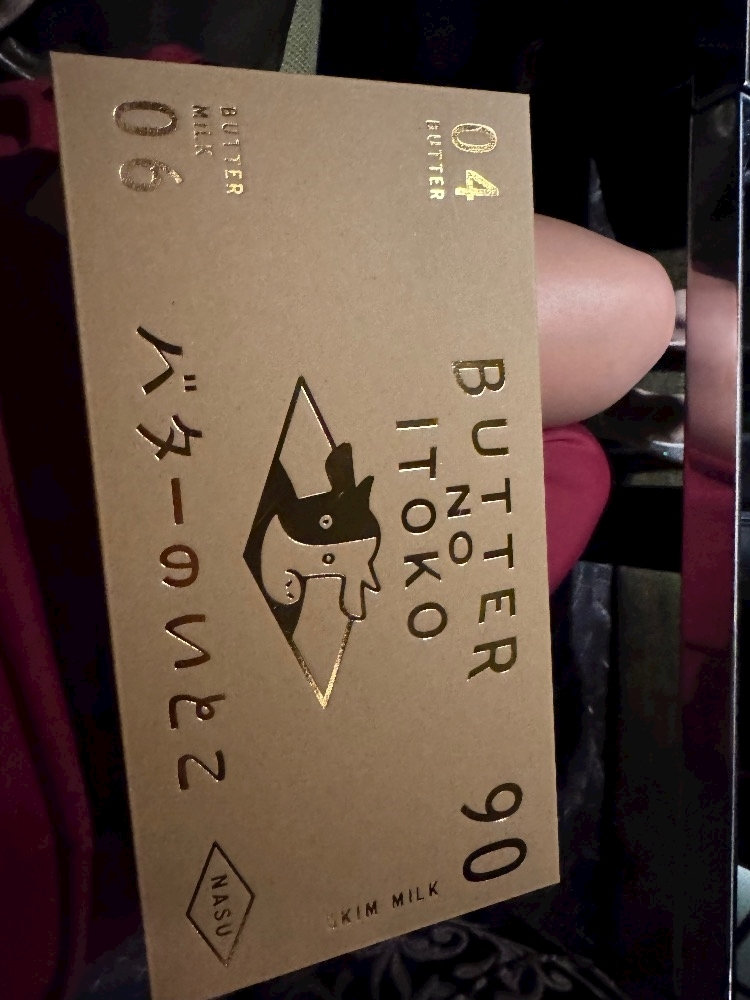 04
BUTTER
BUTTER
NO
ITOKO
90
SKIM MILK
BUTTER
MILK
06
バターのいとこ
NASU